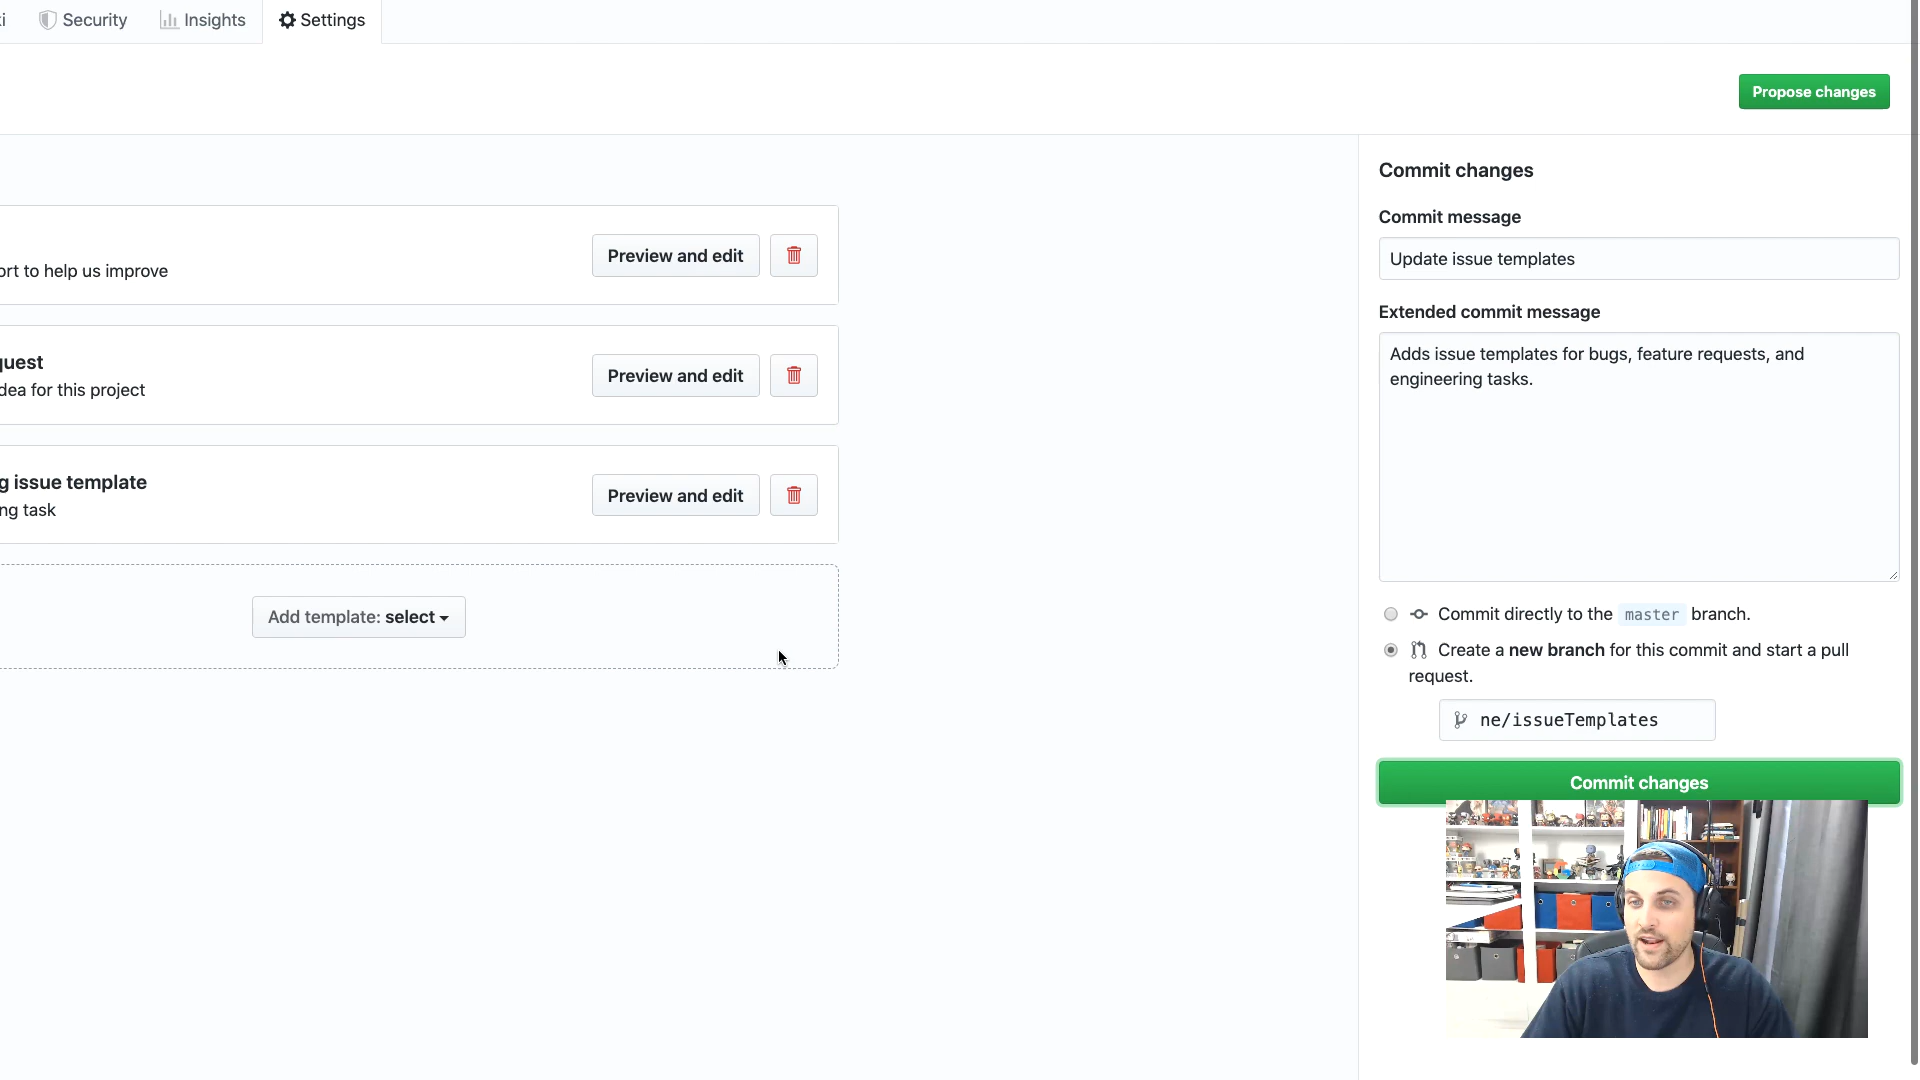 Security Insights Settings
Propose changes
Commit changes
Commit message
Update issue templates
Extended commit message
Adds issue templates for bugs, feature requests, and
engineering tasks.
Commit directly to the master branch.
Create a new branch for this commit and start a pull
request.
ne/issueTemplates
Commit changes
Preview and edit
ort to help us improve
quest
Preview and edit
dea for this project
g issue template
Preview and edit
ng task
Add template: select